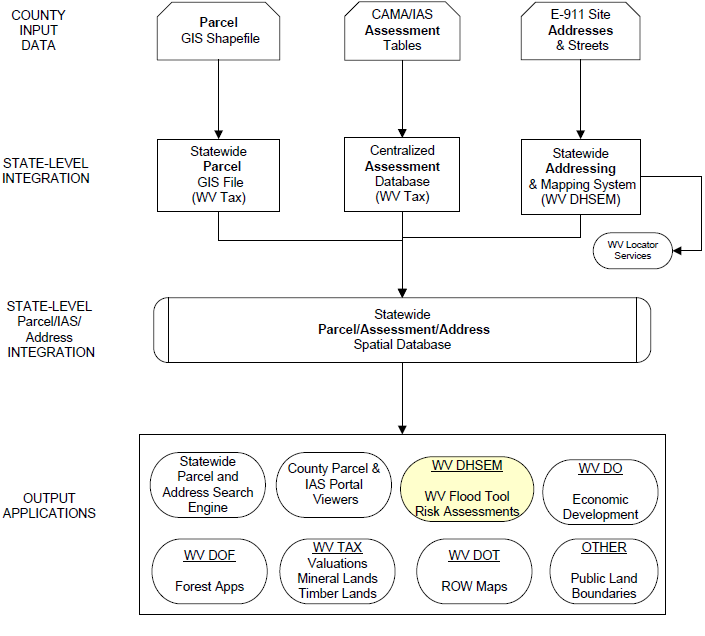 COUNTY
INPUT
DATA
Parcel
GIS Shapefile
CAMA/IAS
Assessment
Tables
E-911 Site
Addresses
& Streets
STATE-LEVEL
INTEGRATION
Statewide
Parcel
GIS File
(WV Tax)
Centralized
Assessment
Database
(WV Tax)
Statewide
Addressing
& Mapping System
(WV DHSEM)
WV Locator
Services
STATE-LEVEL
Parcel/IAS/
Address
INTEGRATION
Statewide
Parcel/Assessment/Address
Spatial Database
OUTPUT
APPLICATIONS
Statewide
Parcel and
Address Search
Engine
County Parcel &
IAS Portal
Viewers
WV DHSEM
WV Flood Tool
Risk Assessments
WV DO
Economic
Development
WV DOF
Forest Apps
WV TAX
Valuations
Mineral Lands
Timber Lands
WV DOT
ROW Maps
OTHER
Public Land
Boundaries